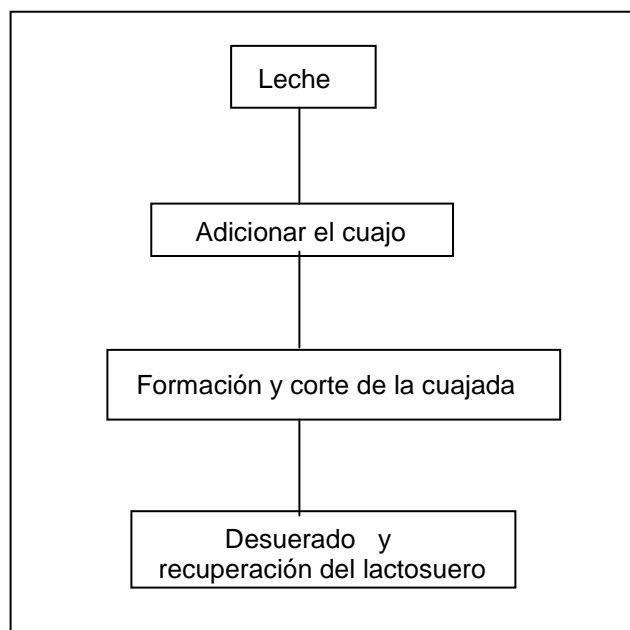 Leche
Adicionar el cuajo
Formación y corte de la cuajada
Desuerado y
recuperación del lactosuero